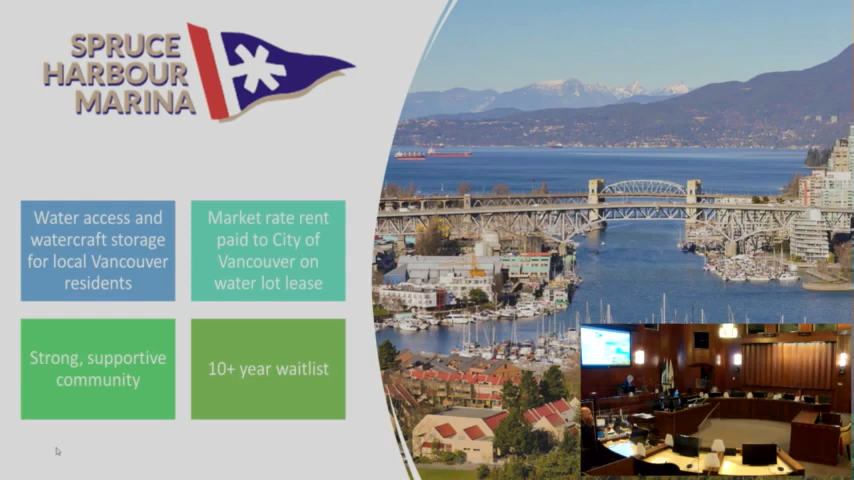 SPRUCE
HARBOUR
MARINA
Water access and
watercraft storage
for local Vancouver
residents
Market rate rent
paid to City of
Vancouver on
water lot lease
Strong, supportive
community
10+ year waitlist